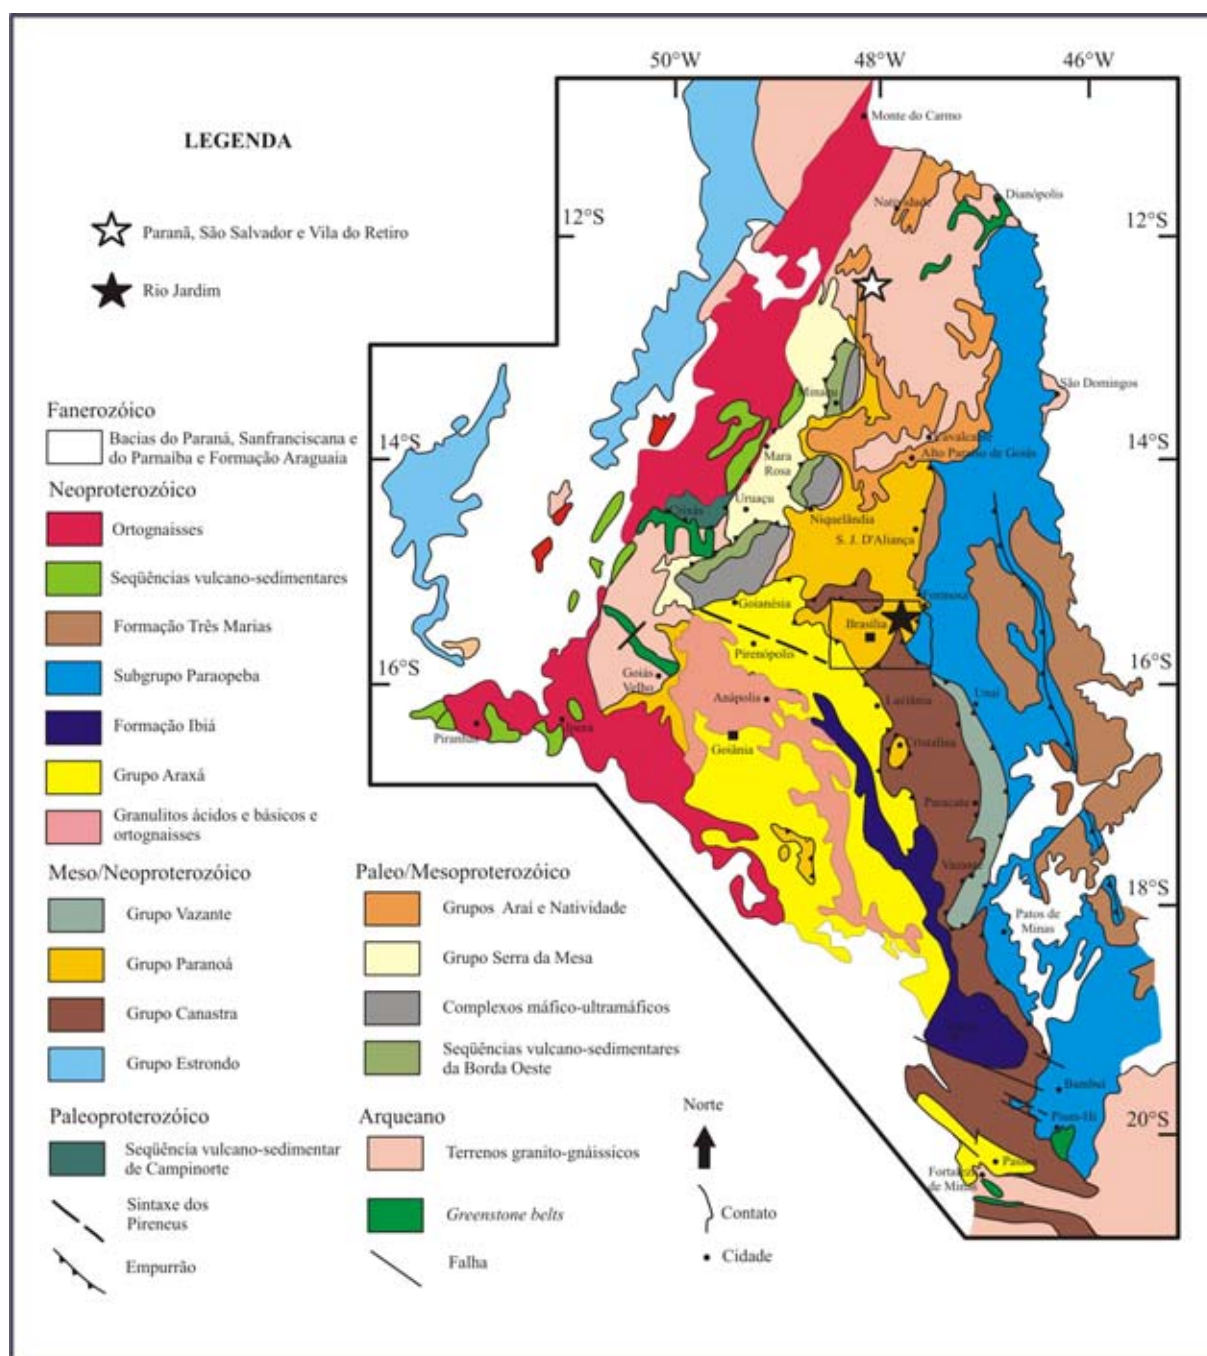 50°W
48°W
46°W
LEGENDA
Monte do Carmo
Dianópolis
Natividade
12°S
12°S
Paranã, São Salvador e Vila do Retiro
Rio Jardim
São Domingos
Minaçu
Fanerozóico
Bacias do Paraná, Sanfranciscana e
do Parnaiba e Formação Araguaia
14°S
14°S
Cavalcante
Alto Paraíso de Goiás
Mara
Rosa
Neoproterozóico
Ortognaisses
Uruaçu
Crixás
Niquelândia
S. J. D'Aliança
Seqüências vulcano-sedimentares
Goianésia
Formosa
Formação Três Marias
Brasília
Pirenópolis
16°S
16°S
Goiás
Velho
Subgrupo Paraopeba
Anápolis
Luziânia
Unaí
Formação Ibiá
Piranhas
Goiânia
Cristalina
Grupo Araxá
Paracatu
Granulitos ácidos e básicos e
ortognaisses
Vazante
Meso/Neoproterozóico
Paleo/Mesoproterozóico
18°S
Grupo Vazante
Grupos Araí e Natividade
Patos de
Minas
Grupo Paranoá
Grupo Serra da Mesa
Grupo Canastra
Complexos máfico-ultramáficos
Grupo Estrondo
Seqüências vulcano-sedimentares
da Borda Oeste
Bambuí
Norte
Pium-Hi
Paleoproterozóico
Arqueano
20°S
Seqüência vulcano-sedimentar
de Campinorte
Terrenos granito-gnáissicos
Passos
Fortaleza
de Minas
Sintaxe dos
Pireneus
Greenstone belts
Contato
Empurrão
Falha
Cidade